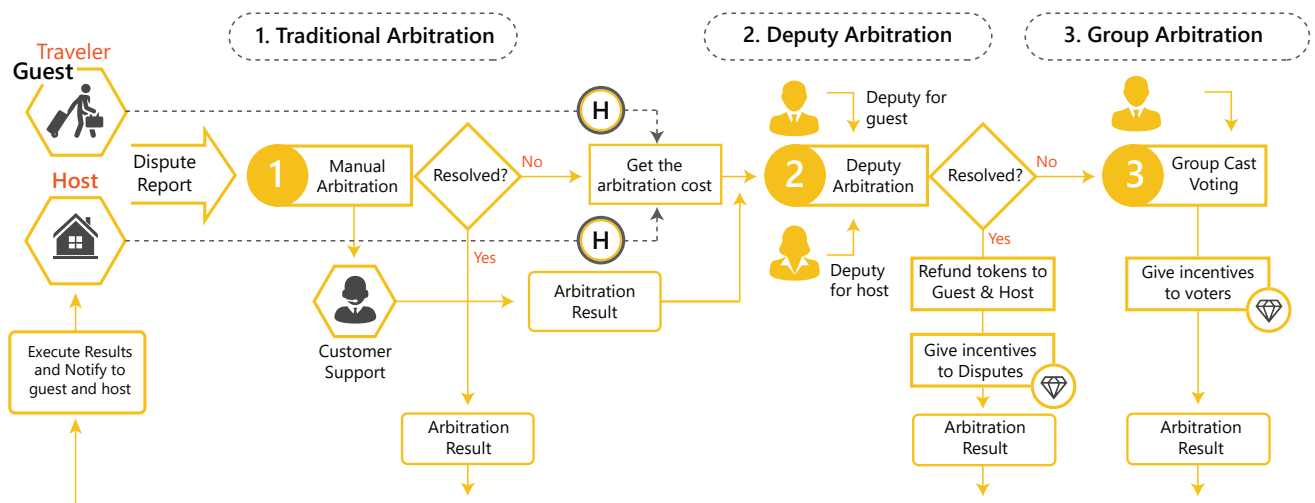 1. Traditional Arbitration
2. Deputy Arbitration
3. Group Arbitration
Traveler
Guest
Host
Dispute
Report
1
Manual
Arbitration
Resolved?
No
Yes
H
H
Get the
arbitration cost
Customer
Support
Arbitration
Result
Arbitration
Result
Deputy for
guest
2
Deputy
Arbitration
Deputy
for host
Resolved?
No
Yes
Refund tokens to
Guest & Host
Give incentives
to Disputes
Arbitration
Result
3
Group Cast
Voting
Give incentives
to voters
Arbitration
Result
Execute Results
and Notify to
guest and host